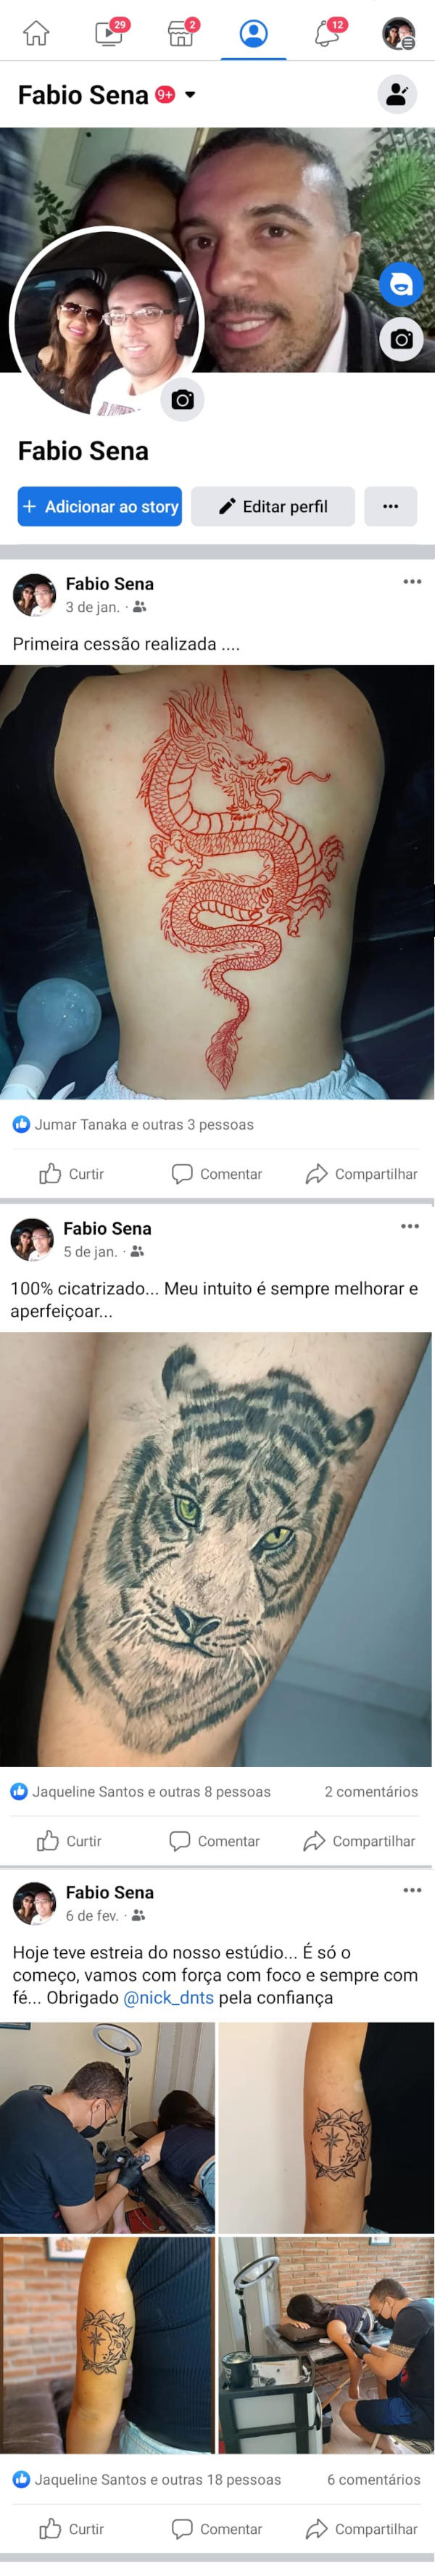 29
2
12
Fabio Sena 9+
Fabio Sena
+ Adicionar ao story
Editar perfil
Fabio Sena
3 de jan. ·
Primeira cessão realizada ....
Jumar Tanaka e outras 3 pessoas
Curtir
Comentar
Compartilhar
Fabio Sena
5 de jan. ·
100% cicatrizado... Meu intuito é sempre melhorar e
aperfeiçoar...
Jaqueline Santos e outras 8 pessoas
2 comentários
Curtir
Comentar
Compartilhar
Fabio Sena
6 de fev. ·
Hoje teve estreia do nosso estúdio... É só o
começo, vamos com força com foco e sempre com
fé... Obrigado @nick_dnts pela confiança
Jaqueline Santos e outras 18 pessoas
6 comentários
Curtir
Comentar
Compartilhar